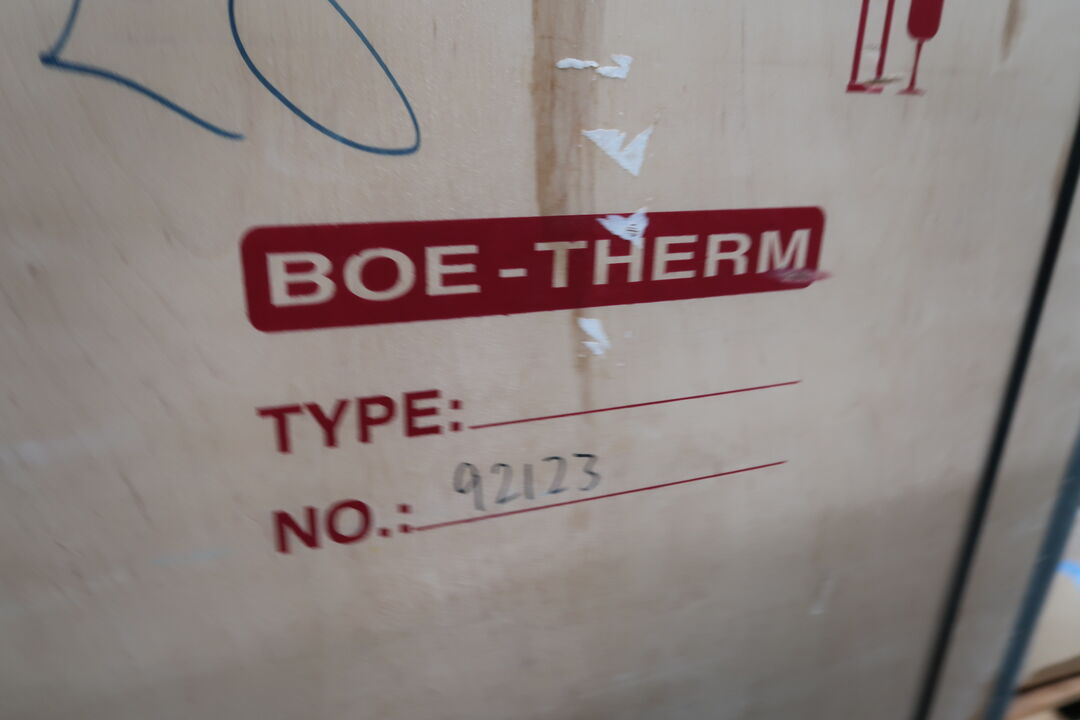 BOE-THERM
TYPE:
NO.: 92123